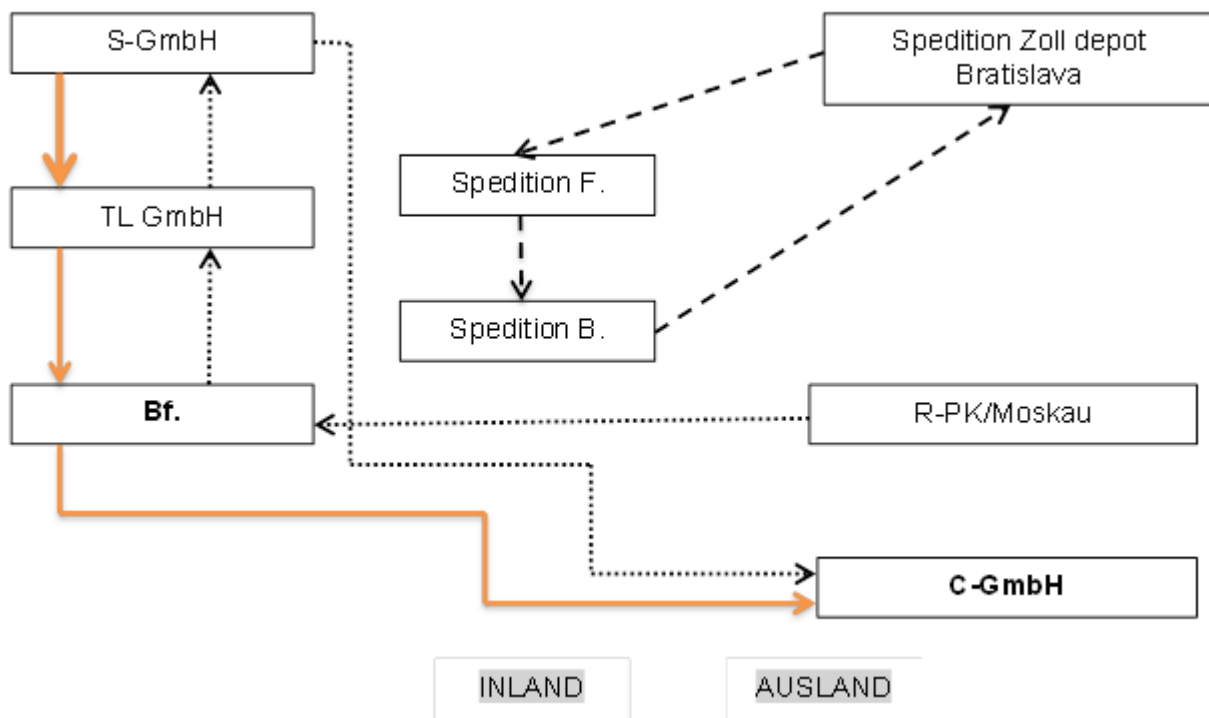 S-GmbH
Spedition Zoll depot
Bratislava
Spedition F.
TL GmbH
Spedition B.
Bf.
R-PK/Moskau
C-GmbH
INLAND
AUSLAND